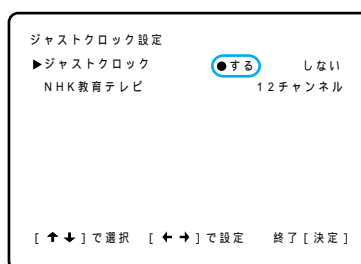 ジャストクロック設定
▶ジャストクロック ●する しない
NHK教育テレビ 12チャンネル
[↑↓]で選択 [←→]で設定 終了[決定]